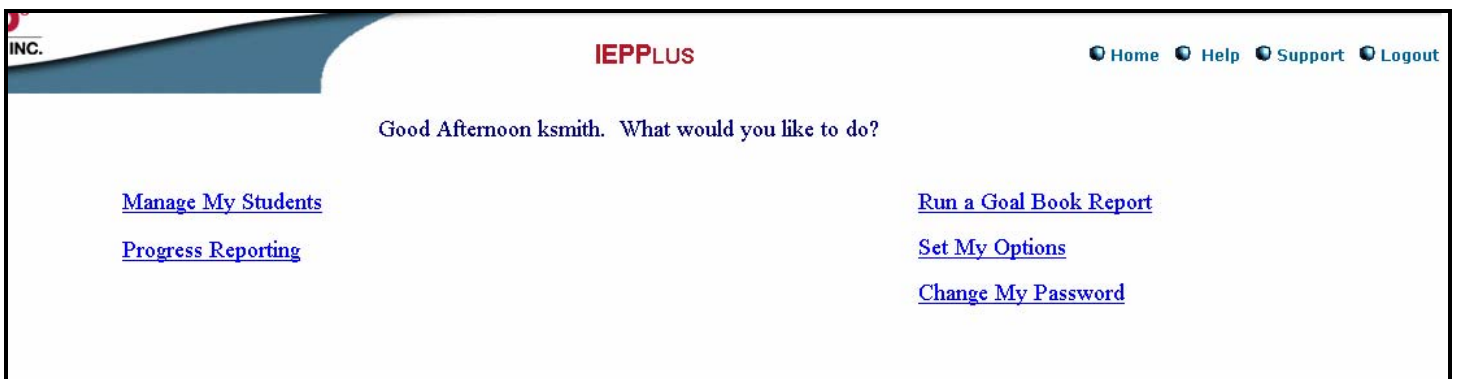 INC.
IEPPLUS
Home Help Support Logout
Good Afternoon ksmith. What would you like to do?
Manage My Students
Run a Goal Book Report
Progress Reporting
Set My Options
Change My Password